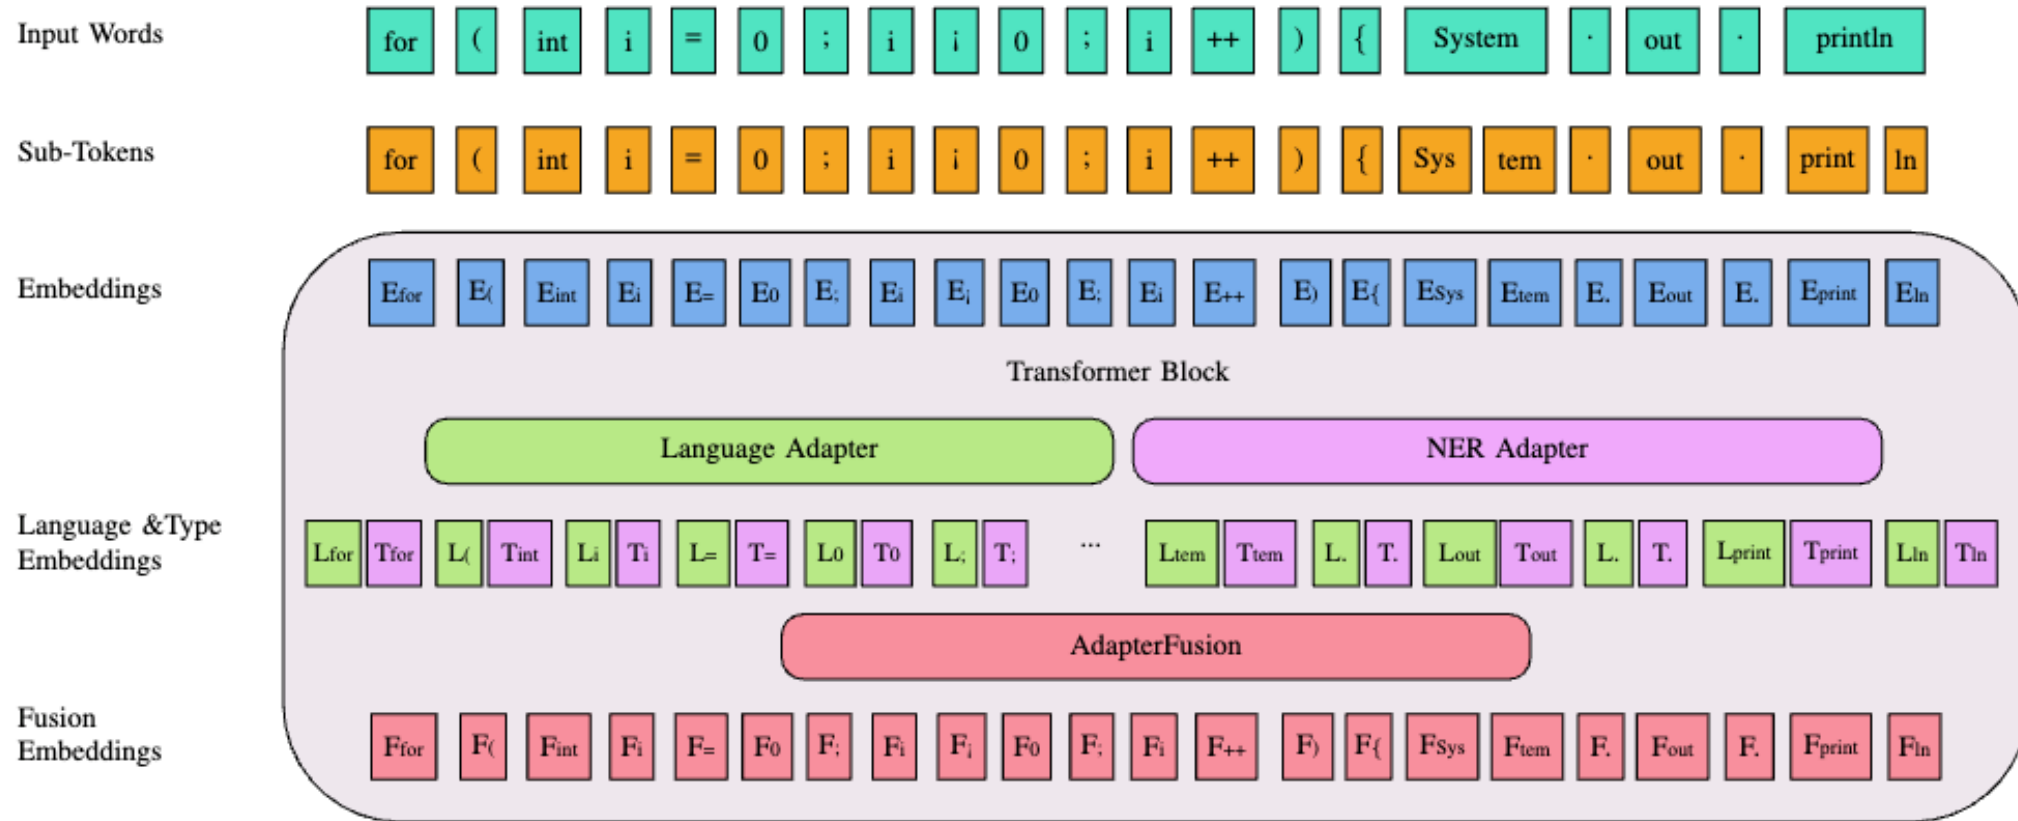 Input Words for ( int i = 0 ; i ¡ 0 ; i ++ ) { System . out . println
Sub-Tokens for ( int i = 0 ; i ¡ 0 ; i ++ ) { Sys tem . out . print ln
Embeddings Efor E( Eint Ei E= E0 E; Ei E¡ E0 E; Ei E++ E) E{ ESys Etem E. Eout E. Eprint Eln
Transformer Block
Language Adapter NER Adapter
Language &Type
Embeddings
Lfor Tfor L( Tint Li Ti L= T= L0 T0 L; T; ... Ltem Ttem L. T. Lout Tout L. T. Lprint Tprint Lln Tln
AdapterFusion
Fusion
Embeddings
Ffor F( Fint Fi F= F0 F; Fi F¡ F0 F; Fi F++ F) F{ FSys Ftem F. Fout F. Fprint Fln